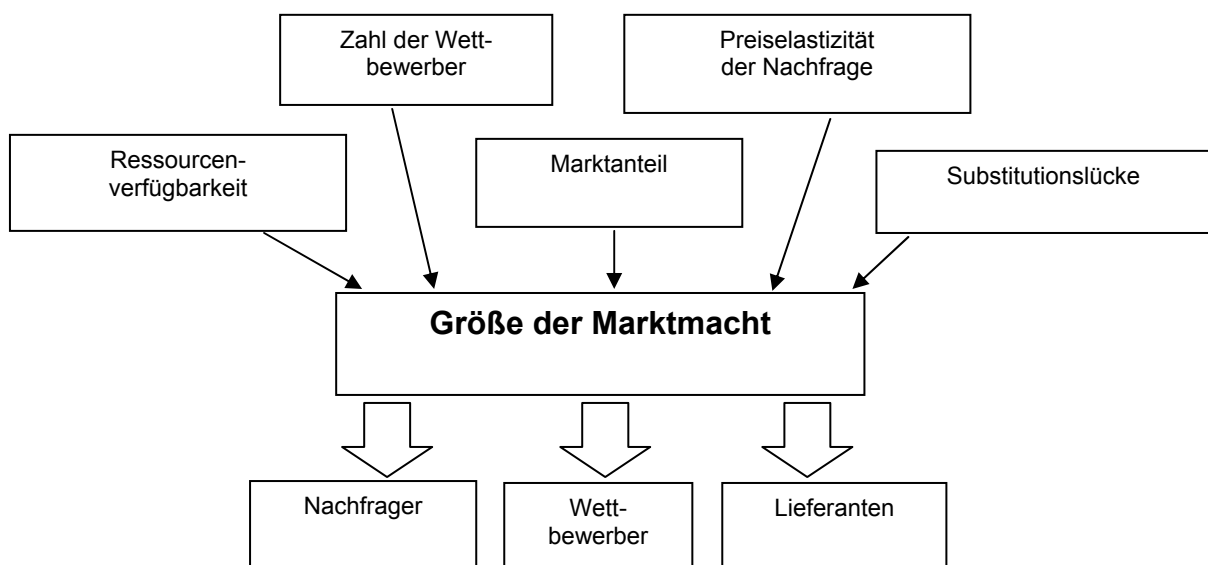 Zahl der Wett-
bewerber
Preiselastizität
der Nachfrage
Ressourcen-
verfügbarkeit
Marktanteil
Substitutionslücke
Größe der Marktmacht
Nachfrager
Wett-
bewerber
Lieferanten